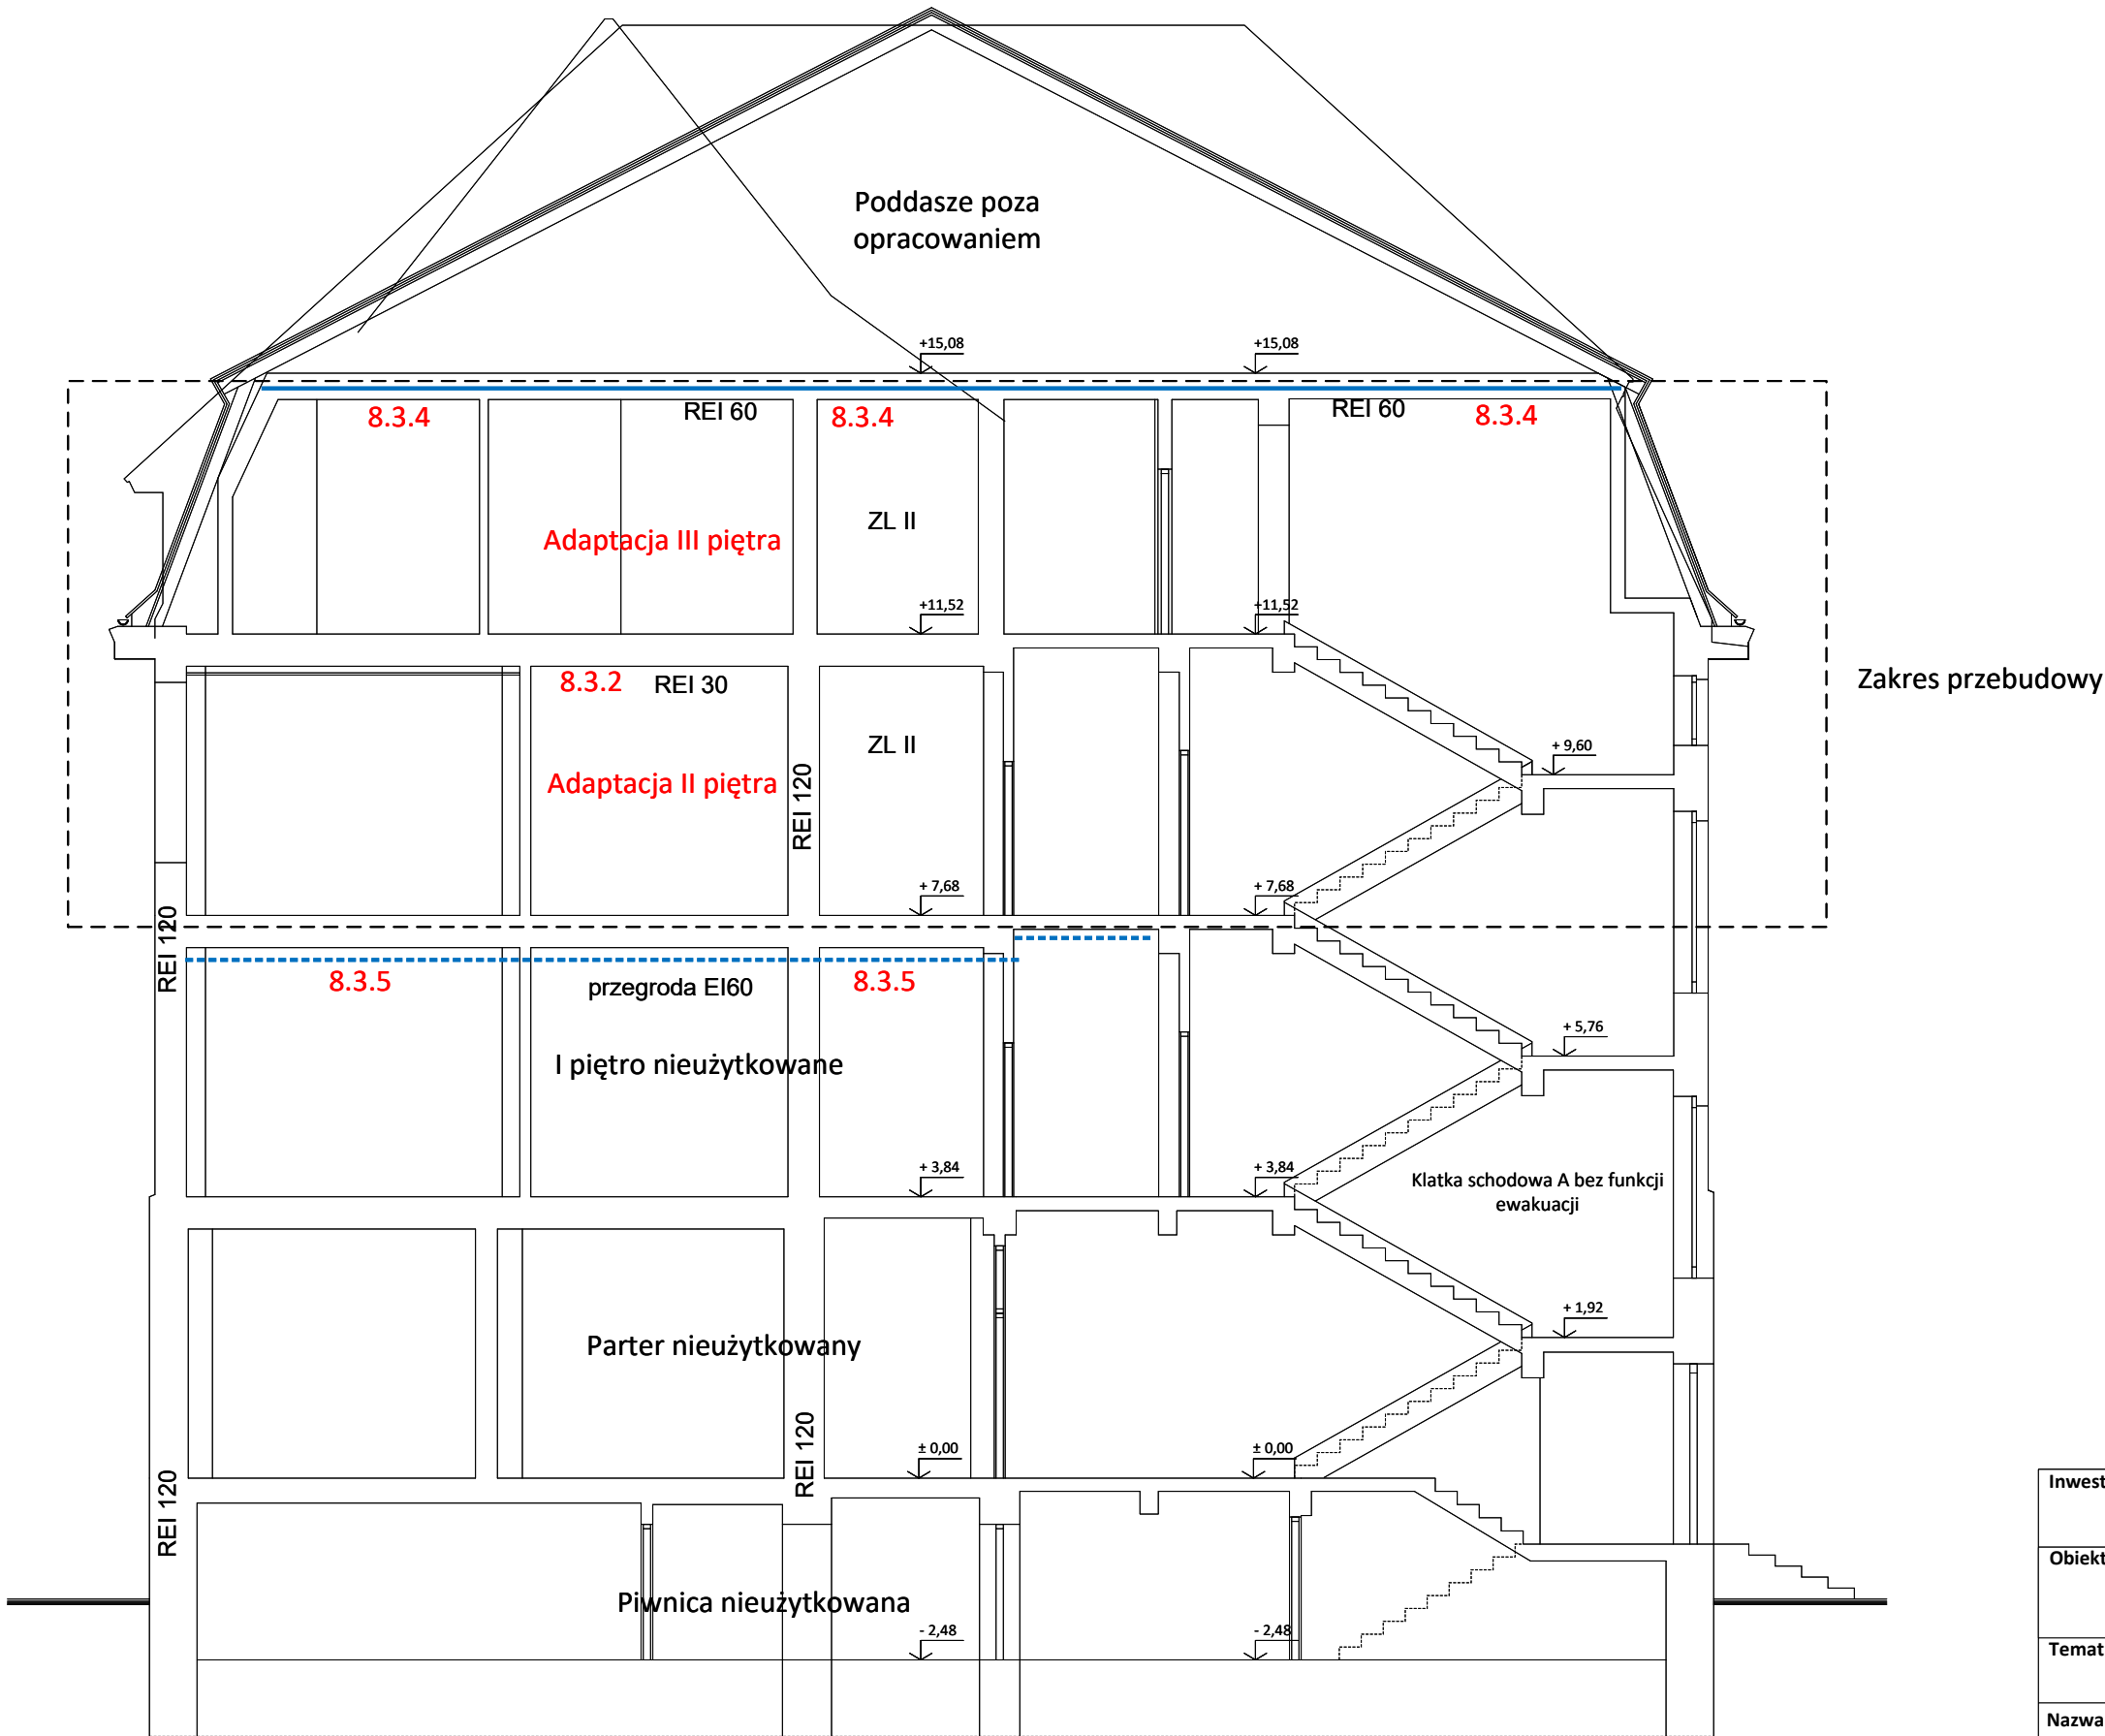 Poddasze poza
opracowaniem
+15,08
+15,08
8.3.4
REI 60
8.3.4
REI 60
8.3.4
ZL II
Adaptacja III piętra
+11,52
+11,52
8.3.2
REI 30
Zakres przebudowy
ZL II
+ 9,60
Adaptacja II piętra
REI 120
+ 7,68
+ 7,68
REI 120
8.3.5
przegroda EI60
8.3.5
+ 5,76
I piętro nieużytkowane
+ 3,84
+ 3,84
Klatka schodowa A bez funkcji
ewakuacji
+ 1,92
Parter nieużytkowany
REI 120
± 0,00
± 0,00
REI 120
Inwest
Obiekt
Piwnica nieużytkowana
- 2,48
- 2,48
Temat
Nazwa